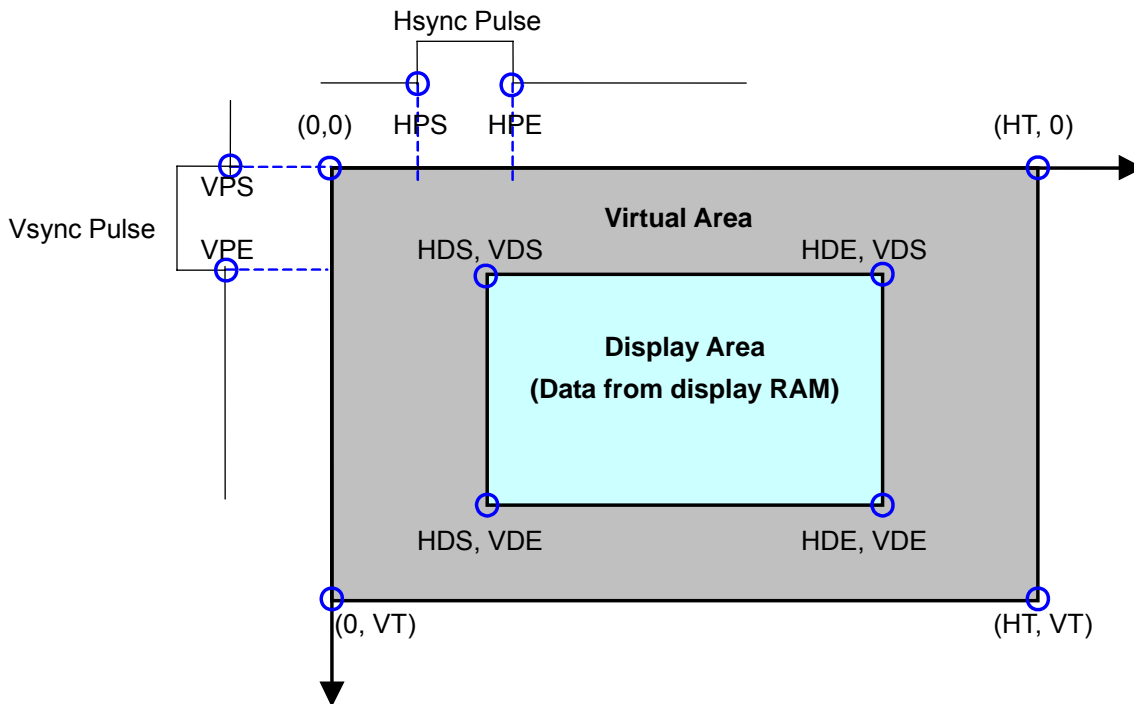 Hsync Pulse
(0,0)
HPS
HPE
(HT, 0)
VPS
Vsync Pulse
VPE
Virtual Area
HDS, VDS
HDE, VDS
Display Area
(Data from display RAM)
HDS, VDE
HDE, VDE
(0, VT)
(HT, VT)